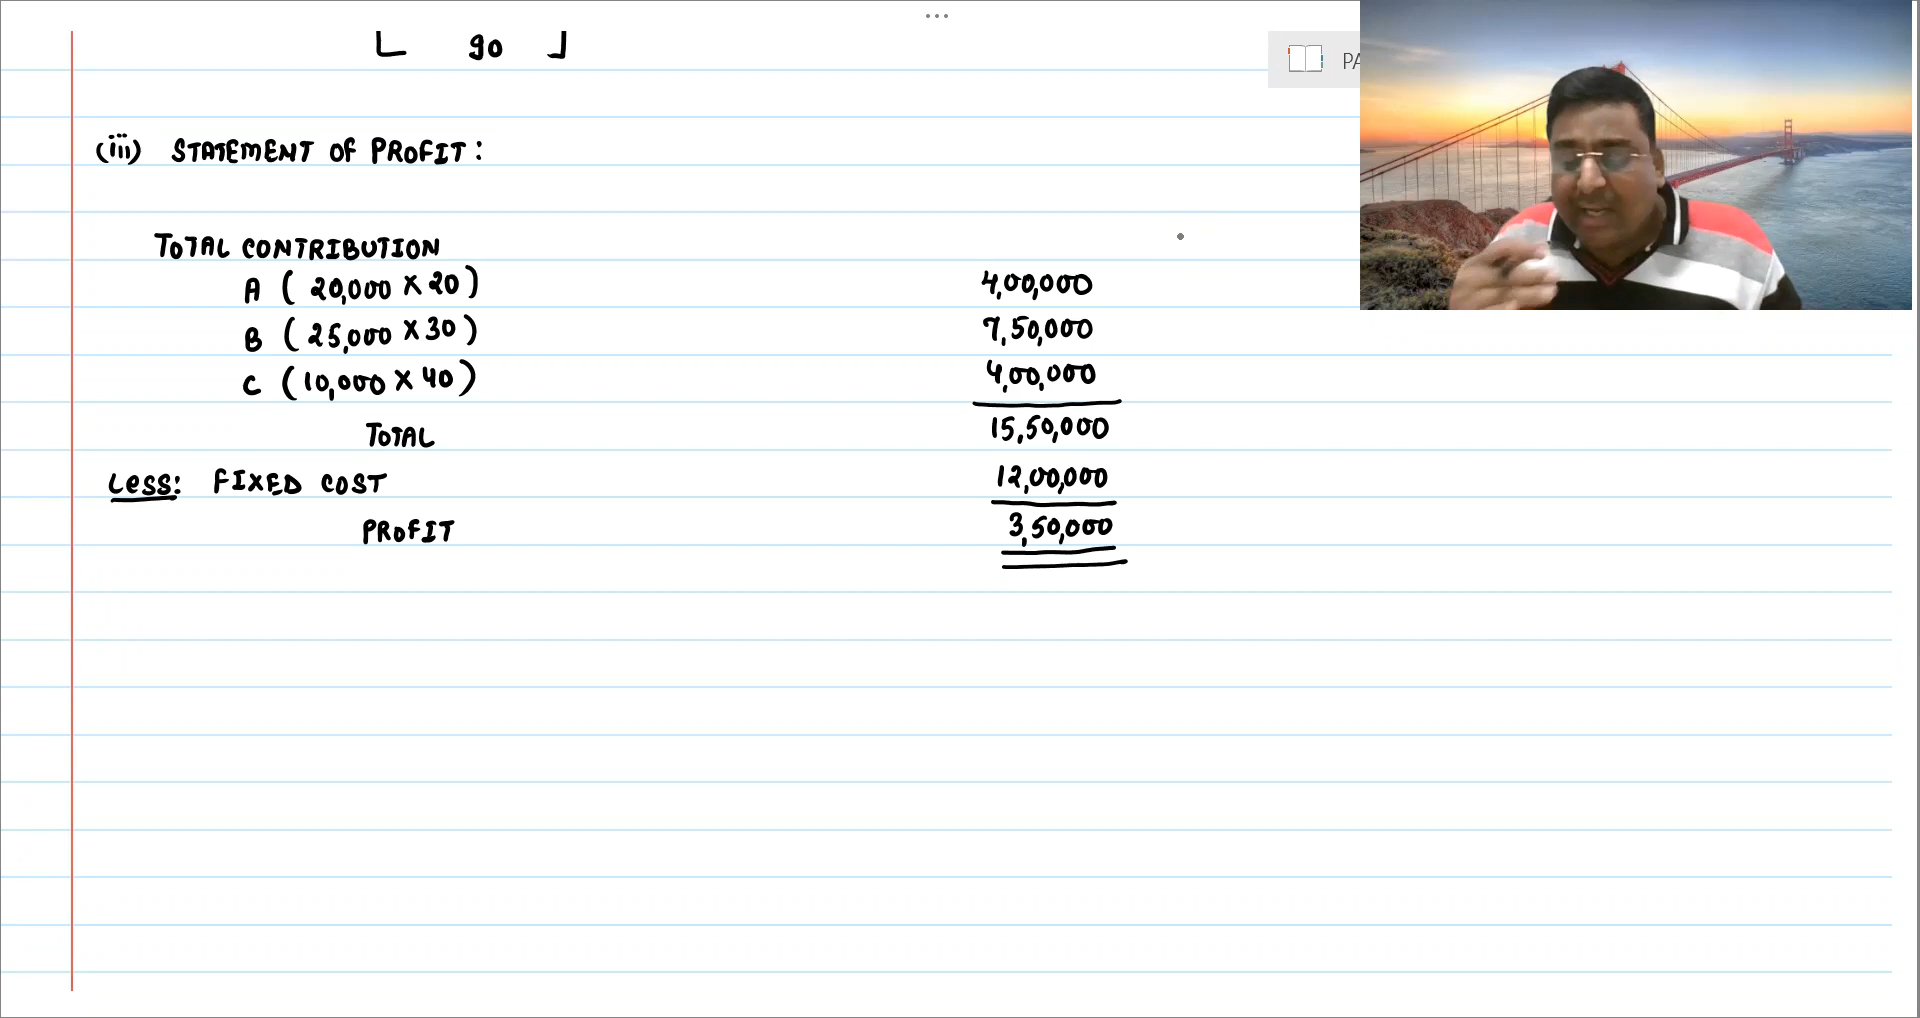 90
PA
(iii) STATEMENT OF PROFIT:
TOTAL CONTRIBUTION
A ( 20,000 X 20 ) 4,00,000
B ( 25,000 X 30 ) 7,50,000
C (10,000 X 40 ) 4,00,000
TOTAL 15,50,000
Less: FIXED COST 12,00,000
PROFIT 3,50,000